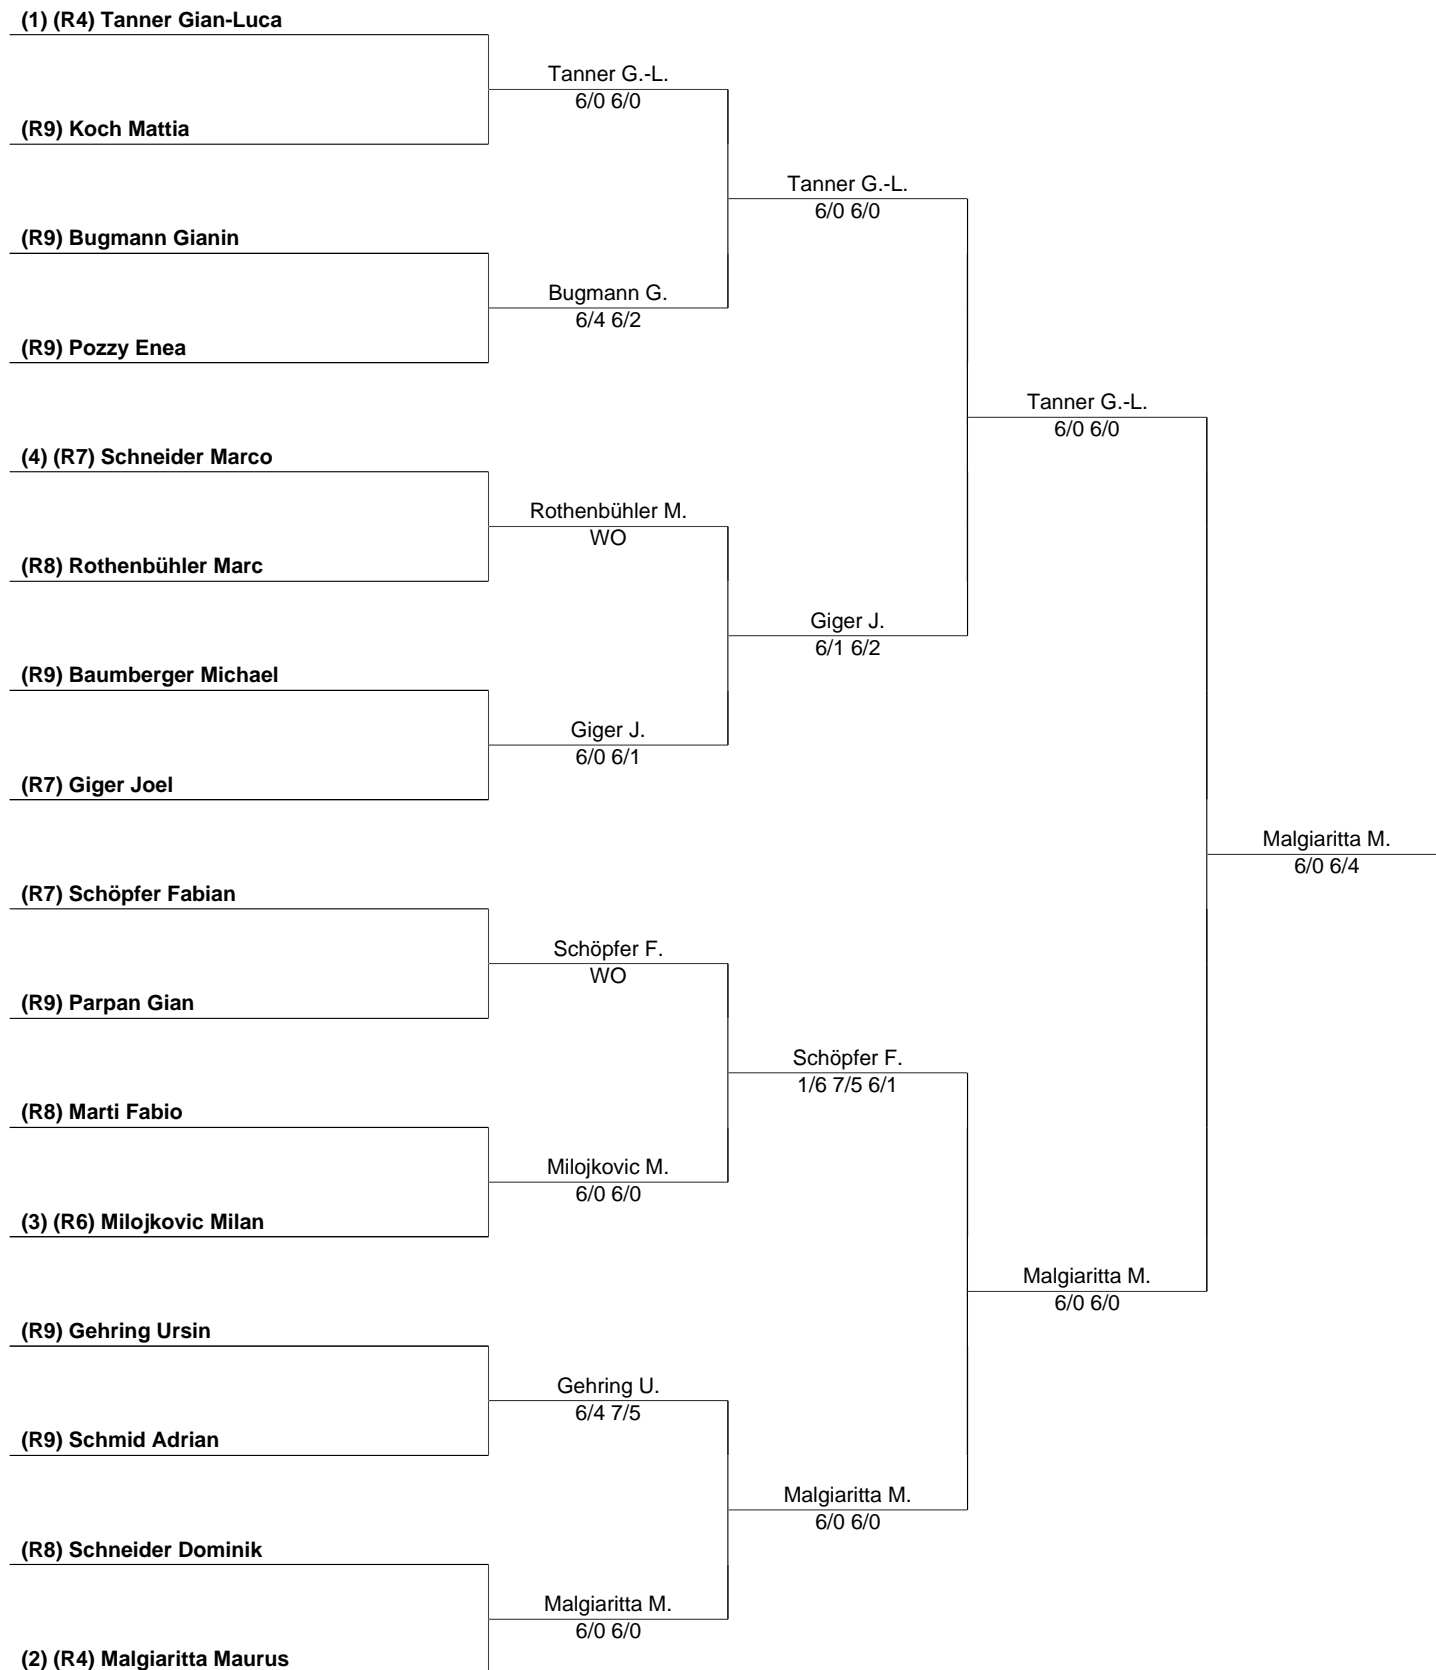 (1) (R4) Tanner Gian-Luca
Tanner G.-L.
6/0 6/0
(R9) Koch Mattia
Tanner G.-L.
6/0 6/0
(R9) Bugmann Gianin
Bugmann G.
6/4 6/2
(R9) Pozzy Enea
Tanner G.-L.
6/0 6/0
(4) (R7) Schneider Marco
Rothenbühler M.
WO
(R8) Rothenbühler Marc
Giger J.
6/1 6/2
(R9) Baumberger Michael
Giger J.
6/0 6/1
(R7) Giger Joel
Malgiaritta M.
6/0 6/4
(R7) Schöpfer Fabian
Schöpfer F.
WO
(R9) Parpan Gian
Schöpfer F.
1/6 7/5 6/1
(R8) Marti Fabio
Milojkovic M.
6/0 6/0
(3) (R6) Milojkovic Milan
Malgiaritta M.
6/0 6/0
(R9) Gehring Ursin
Gehring U.
6/4 7/5
(R9) Schmid Adrian
Malgiaritta M.
6/0 6/0
(R8) Schneider Dominik
Malgiaritta M.
6/0 6/0
(2) (R4) Malgiaritta Maurus